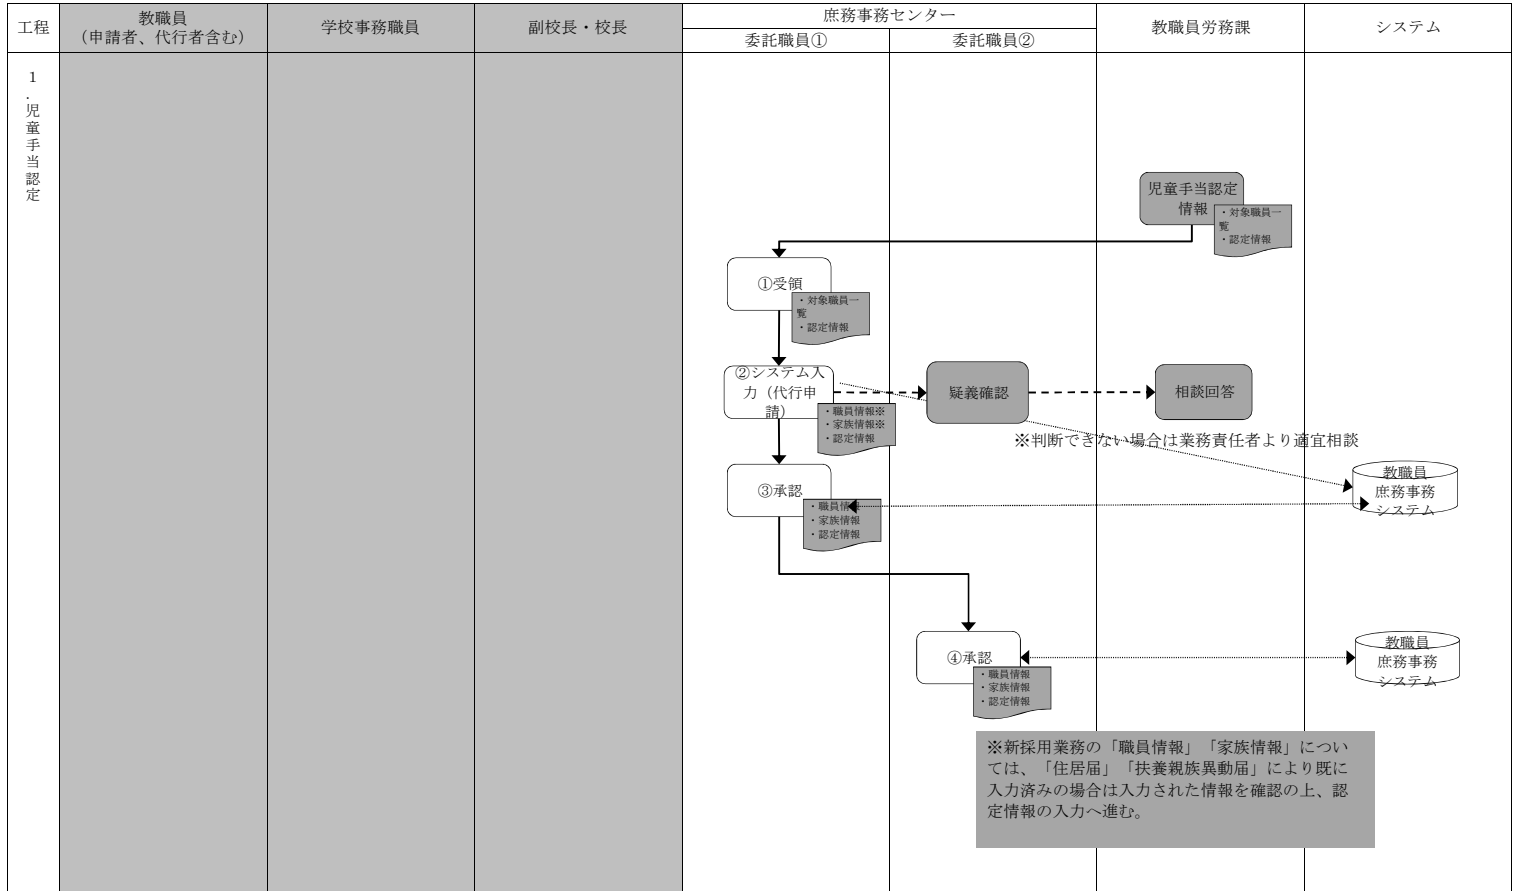 工程
教職員
（申請者、代行者含む）
学校事務職員
副校長・校長
庶務事務センター
委託職員①
委託職員②
教職員労務課
システム
１．児童手当認定
児童手当認定
情報
・対象職員一
覧
・認定情報
①受領
・対象職員一
覧
・認定情報
②システム入
力（代行申
請）
・職員情報※
・家族情報※
・認定情報
疑義確認
相談回答
※判断できない場合は業務責任者より適宜相談
教職員
庶務事務
システム
③承認
・職員情報
・家族情報
・認定情報
④承認
・職員情報
・家族情報
・認定情報
教職員
庶務事務
システム
※新採用業務の「職員情報」「家族情報」につい
ては、「住居届」「扶養親族異動届」により既に
入力済みの場合は入力された情報を確認の上、認
定情報の入力へ進む。